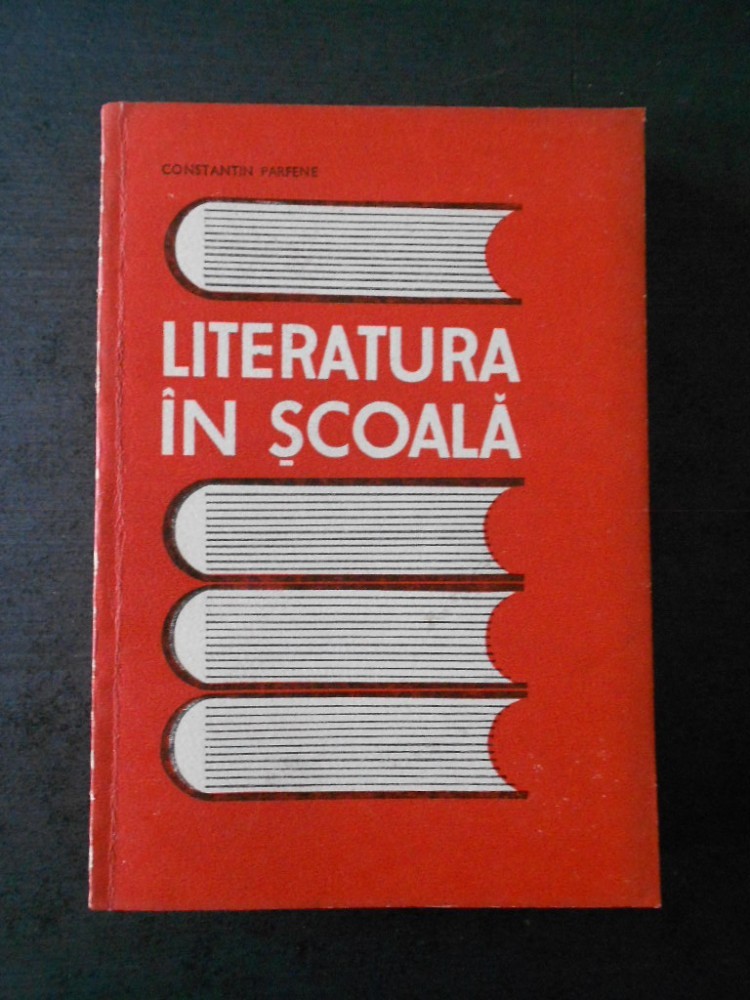 CONSTANTIN PARFENE
LITERATURA
ÎN ȘCOALĂ